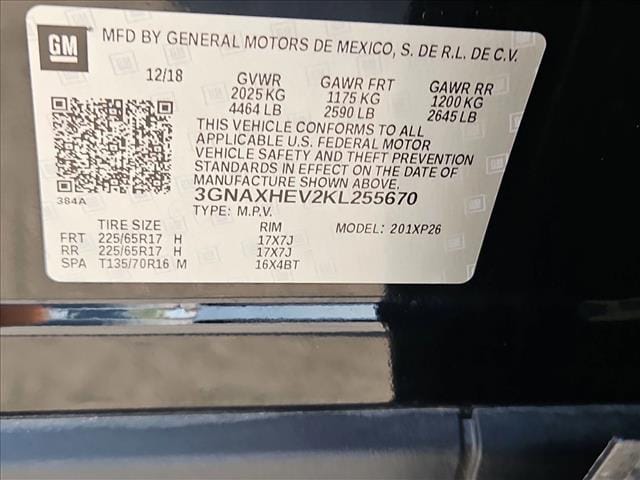 GM
MFD BY GENERAL MOTORS DE MEXICO, S. DE R.L. DE C.V.
12/18 GVWR GAWR FRT GAWR RR
2025 KG 1175 KG 1200 KG
4464 LB 2590 LB 2645 LB
THIS VEHICLE CONFORMS TO ALL
APPLICABLE U.S. FEDERAL MOTOR
VEHICLE SAFETY AND THEFT PREVENTION
STANDARDS IN EFFECT ON THE DATE OF
MANUFACTURE SHOWN ABOVE.
384A
3GNAXHEV2KL255670
TYPE: M.P.V.
TIRE SIZE RIM MODEL: 201XP26
FRT 225/65R17 H 17X7J
RR 225/65R17 H 17X7J
SPA T135/70R16 M 16X4BT